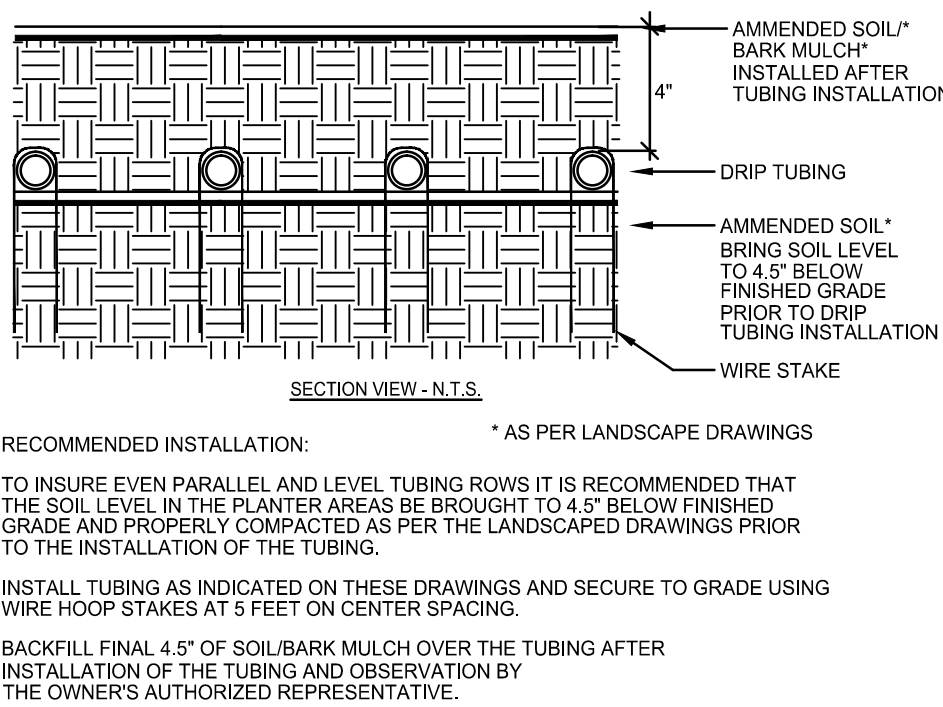 AMMENDED SOIL/*
BARK MULCH*
INSTALLED AFTER
TUBING INSTALLATION
4"
DRIP TUBING
AMMENDED SOIL*
BRING SOIL LEVEL
TO 4.5" BELOW
FINISHED GRADE
PRIOR TO DRIP
TUBING INSTALLATION
WIRE STAKE
SECTION VIEW - N.T.S.
* AS PER LANDSCAPE DRAWINGS
RECOMMENDED INSTALLATION:
TO INSURE EVEN PARALLEL AND LEVEL TUBING ROWS IT IS RECOMMENDED THAT
THE SOIL LEVEL IN THE PLANTER AREAS BE BROUGHT TO 4.5" BELOW FINISHED
GRADE AND PROPERLY COMPACTED AS PER THE LANDSCAPED DRAWINGS PRIOR
TO THE INSTALLATION OF THE TUBING.
INSTALL TUBING AS INDICATED ON THESE DRAWINGS AND SECURE TO GRADE USING
WIRE HOOP STAKES AT 5 FEET ON CENTER SPACING.
BACKFILL FINAL 4.5" OF SOIL/BARK MULCH OVER THE TUBING AFTER
INSTALLATION OF THE TUBING AND OBSERVATION BY
THE OWNER'S AUTHORIZED REPRESENTATIVE.